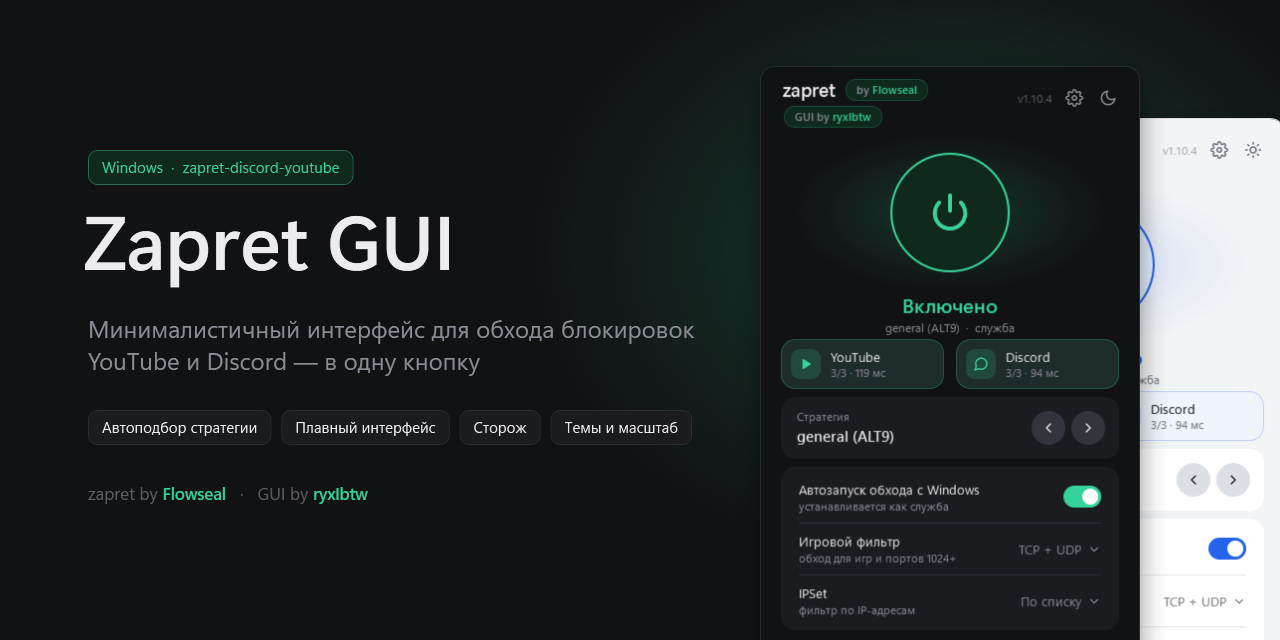 Windows · zapret-discord-youtube
Zapret GUI
Минималистичный интерфейс для обхода блокировок
YouTube и Discord — в одну кнопку
Автоподбор стратегии
Плавный интерфейс
Сторож
Темы и масштаб
zapret by Flowseal · GUI by ryxlbtw
zapret by Flowseal
v1.10.4
GUI by ryxlbtw
Включено
general (ALT9) · служба
YouTube
3/3 · 119 мс
Discord
3/3 · 94 мс
Стратегия
general (ALT9)
Автозапуск обхода с Windows
устанавливается как служба
Игровой фильтр
обход для игр и портов 1024+
TCP + UDP
IPSet
фильтр по IP-адресам
По списку
v1.10.4
Discord
3/3 · 94 мс
TCP + UDP